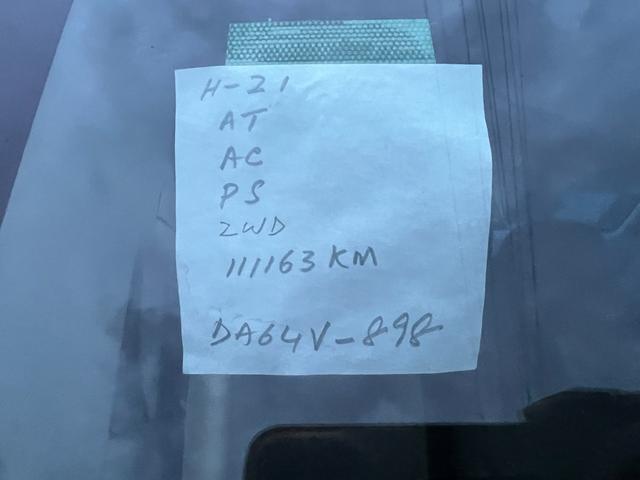 H-21
AT
AC
PS
2WD
111163 KM
DA64V-898